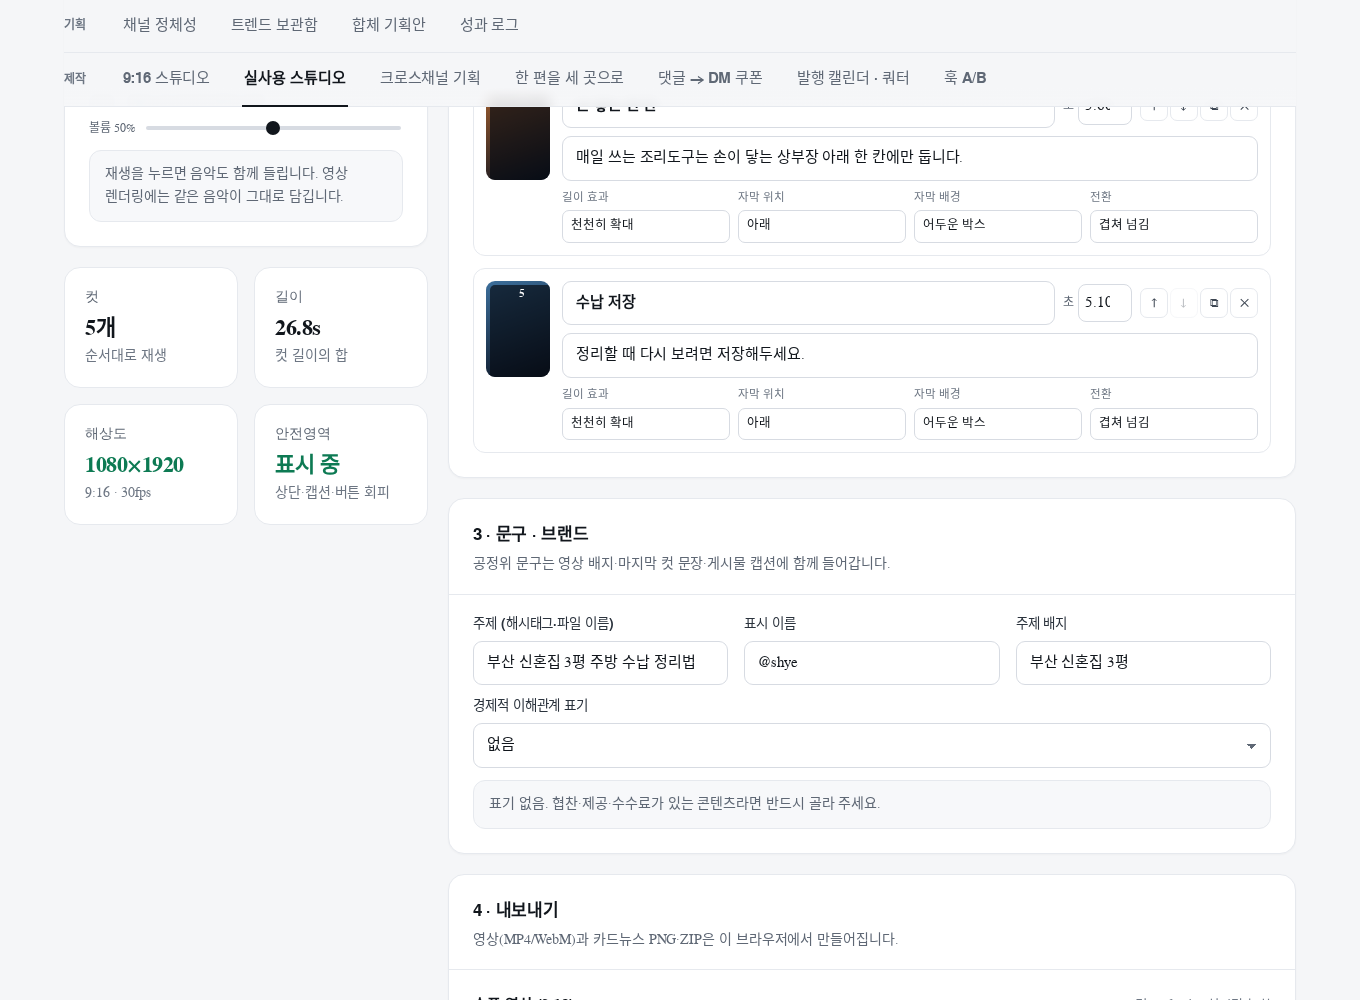 기획 채널 정체성 트렌드 보관함 합체 기획안 성과 로그
제작 9:16 스튜디오 실사용 스튜디오 크로스채널 기획 한 편을 세 곳으로 댓글 → DM 쿠폰 발행 캘린더 · 쿼터 훅 A/B
볼륨 50%
재생을 누르면 음악도 함께 들립니다. 영상
렌더링에는 같은 음악이 그대로 담깁니다.
컷
5개
순서대로 재생
길이
26.8s
컷 길이의 합
해상도
1080×1920
9:16 · 30fps
안전영역
표시 중
상단·캡션·버튼 회피
매일 쓰는 조리도구는 손이 닿는 상부장 아래 한 칸에만 둡니다.
길이 효과 자막 위치 자막 배경 전환
천천히 확대 아래 어두운 박스 겹쳐 넘김
5 수납 저장 초 5.10 ↑ ↓ ⧉ ×
정리할 때 다시 보려면 저장해두세요.
길이 효과 자막 위치 자막 배경 전환
천천히 확대 아래 어두운 박스 겹쳐 넘김
3 · 문구 · 브랜드
공정위 문구는 영상 배지·마지막 컷 문장·게시물 캡션에 함께 들어갑니다.
주제 (해시태그·파일 이름) 표시 이름 주제 배지
부산 신혼집 3평 주방 수납 정리법 @shye 부산 신혼집 3평
경제적 이해관계 표기
없음
표기 없음. 협찬·제공·수수료가 있는 콘텐츠라면 반드시 골라 주세요.
4 · 내보내기
영상(MP4/WebM)과 카드뉴스 PNG·ZIP은 이 브라우저에서 만들어집니다.